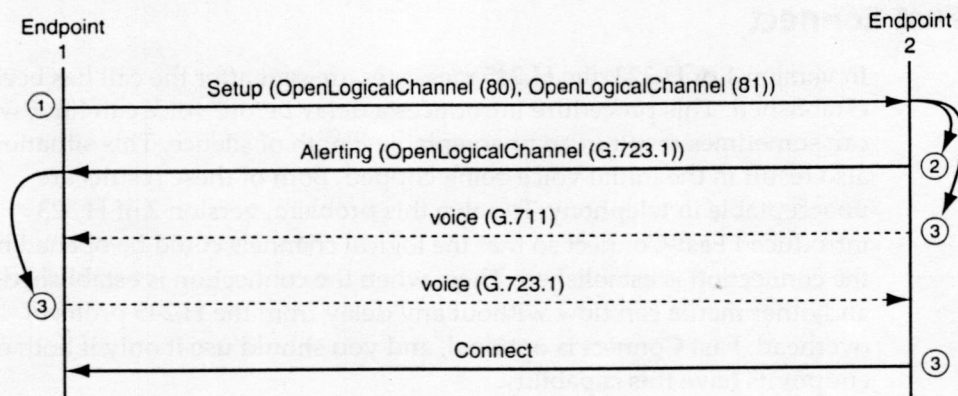 Endpoint
1
Endpoint
2
1
Setup (OpenLogicalChannel (80), OpenLogicalChannel (81))
Alerting (OpenLogicalChannel (G.723.1))
2
voice (G.711)
3
3
voice (G.723.1)
Connect
3